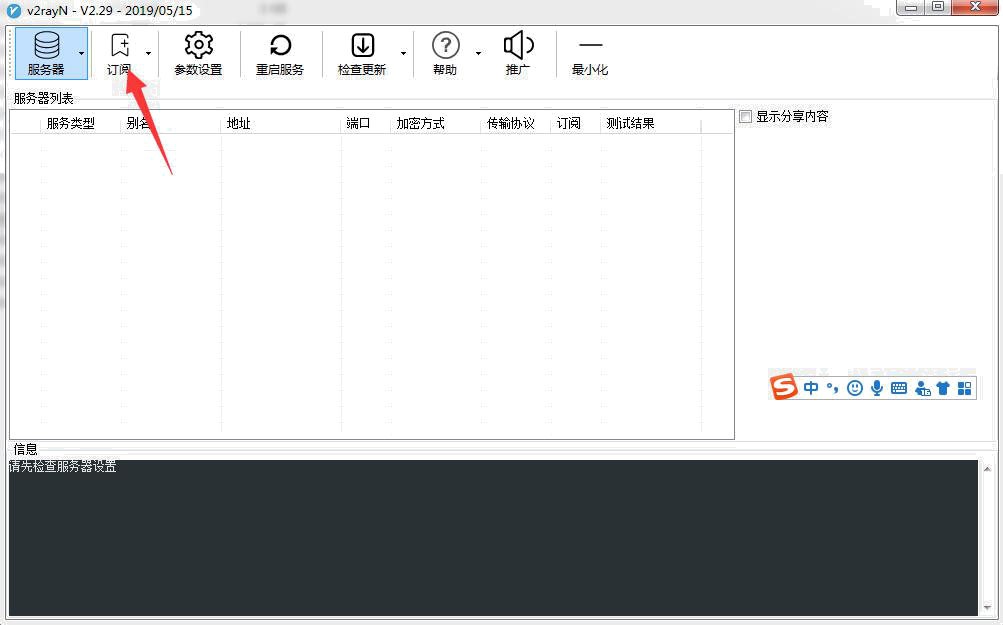 v2rayN - V2.29 - 2019/05/15
服务器 订阅 参数设置 重启服务 检查更新 帮助 推广 最小化
服务器列表
服务类型 别名 地址 端口 加密方式 传输协议 订阅 测试结果
显示分享内容
中
信息
请先检查服务器设置